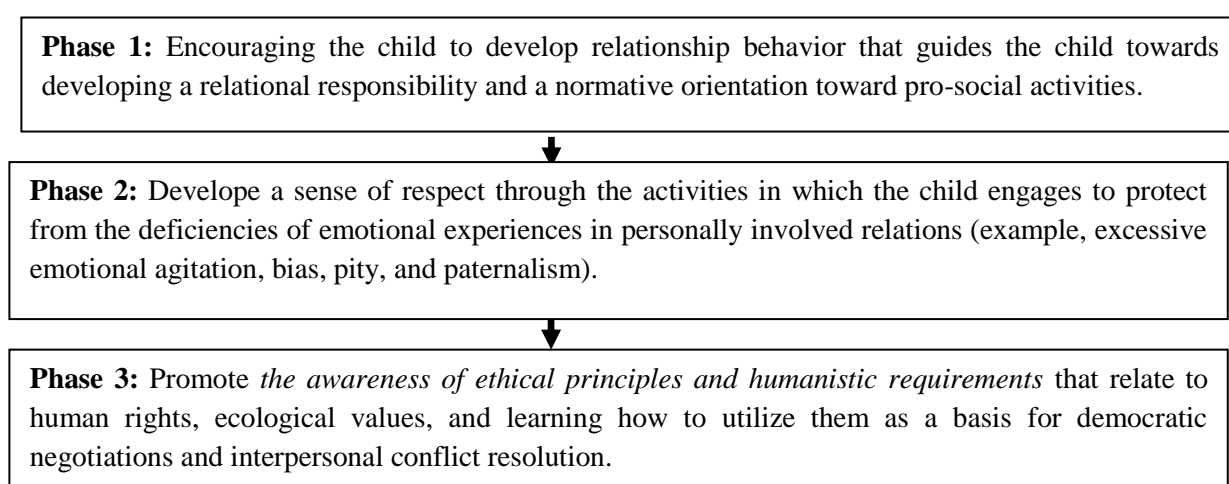 Phase 1: Encouraging the child to develop relationship behavior that guides the child towards
developing a relational responsibility and a normative orientation toward pro-social activities.
Phase 2: Develope a sense of respect through the activities in which the child engages to protect
from the deficiencies of emotional experiences in personally involved relations (example, excessive
emotional agitation, bias, pity, and paternalism).
Phase 3: Promote the awareness of ethical principles and humanistic requirements that relate to
human rights, ecological values, and learning how to utilize them as a basis for democratic
negotiations and interpersonal conflict resolution.